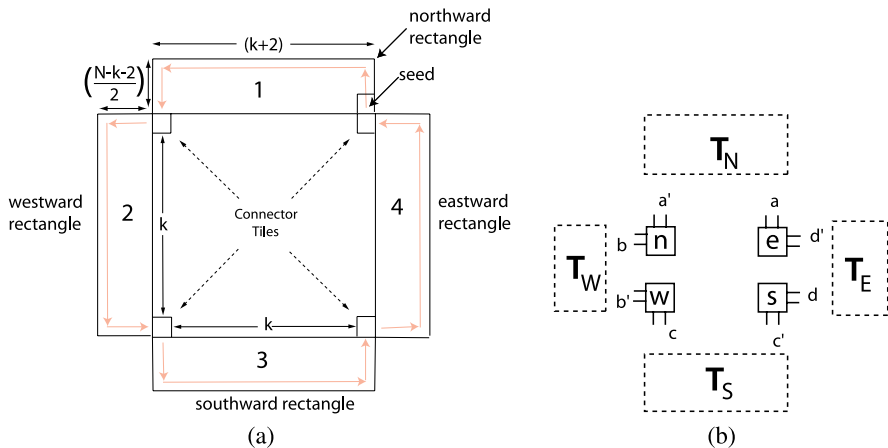 (k+2)
northward
rectangle
(N-k-2
2)
1
seed
westward
rectangle
2
k
Connector
Tiles
4
eastward
rectangle
k
3
southward rectangle
(a)
T_N
a'
a
b
n
e
d'
T_W
T_E
b'
w
s
d
c
c'
T_S
(b)